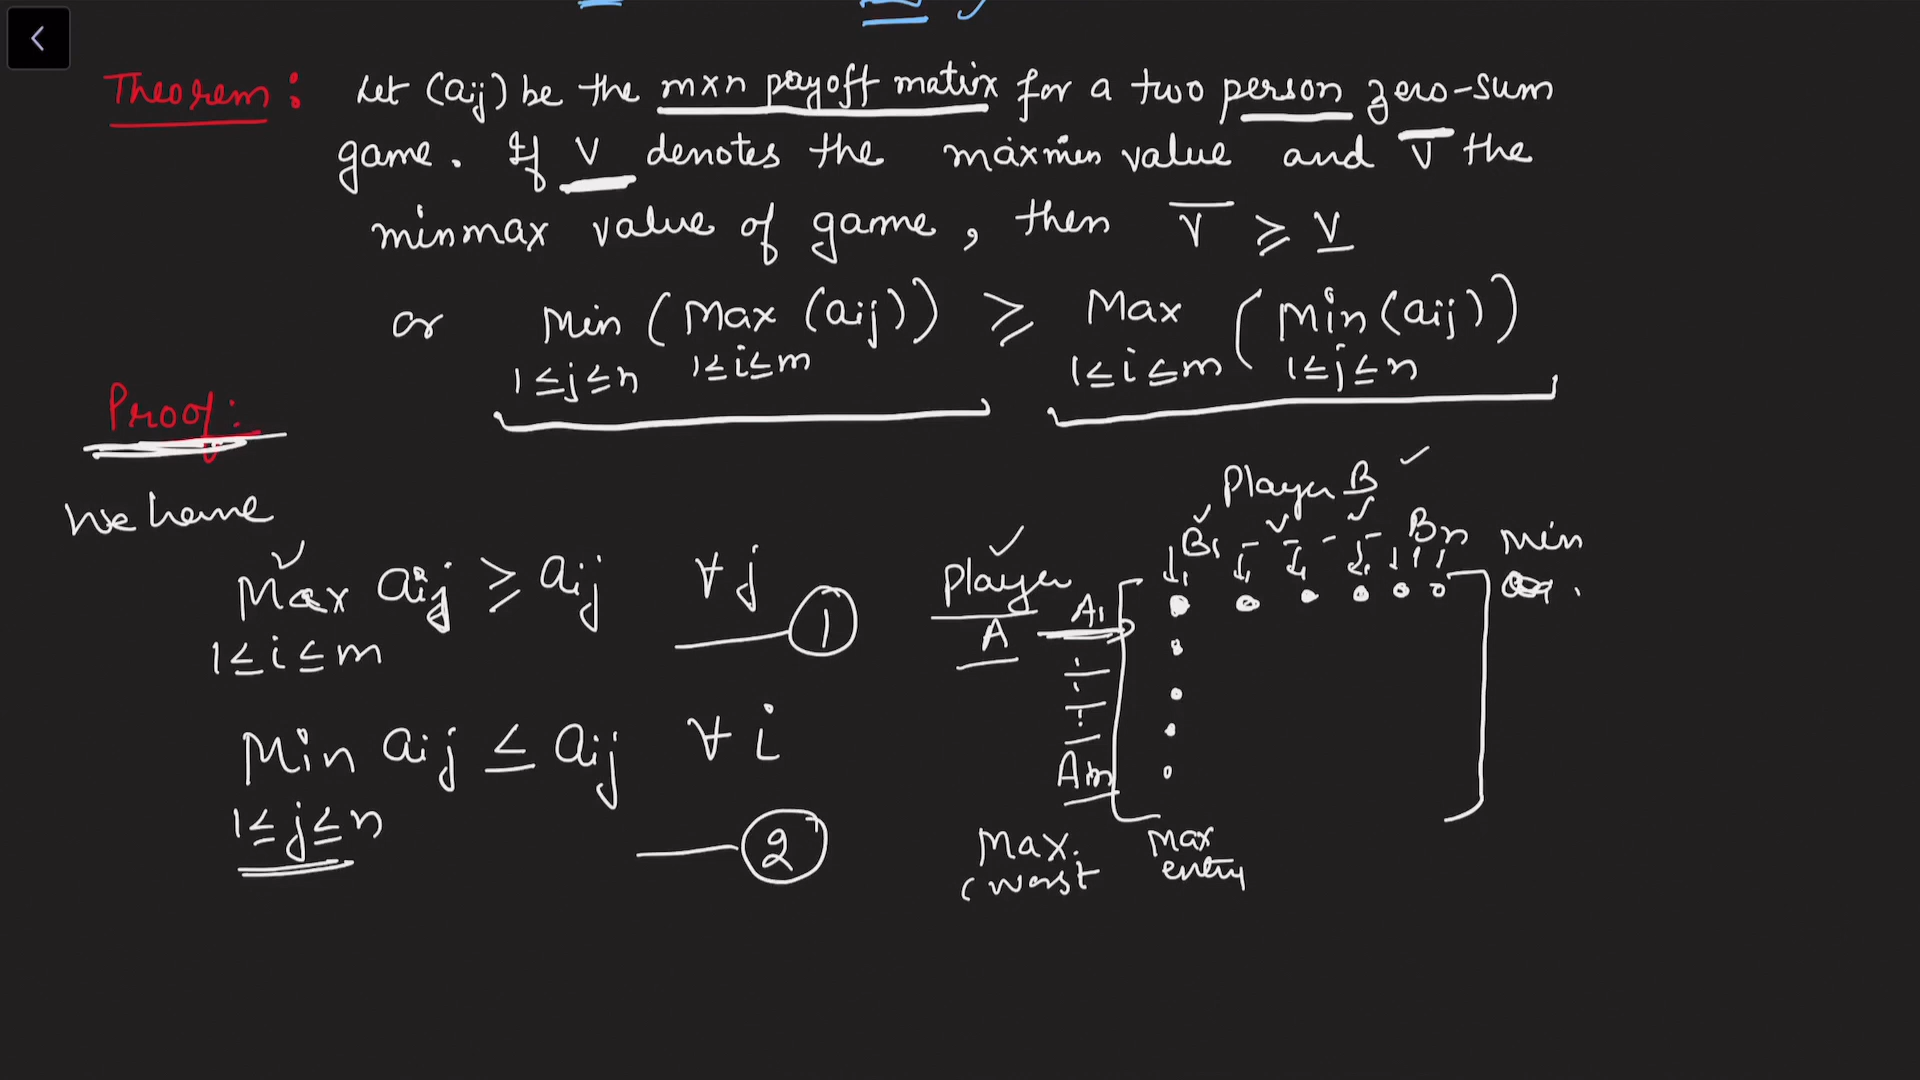 Theorem: Let (aij) be the mxn payoff matrix for a two person zero-sum
game. If V denotes the maxmin value and V̅ the
minmax value of game, then V̅ ⩾ V̲
or Min (Max (aij)) ⩾ Max (Min (aij))
1≤j≤n 1≤i≤m 1≤i≤m 1≤j≤n
Proof:
We have
Max aij ⩾ aij ∀ j
1≤i≤m
1
Min aij ≤ aij ∀ i
1≤j≤n
2
Player B
B1 Bn Min
Player
A
A1
Am
Max. Max
(worst entry